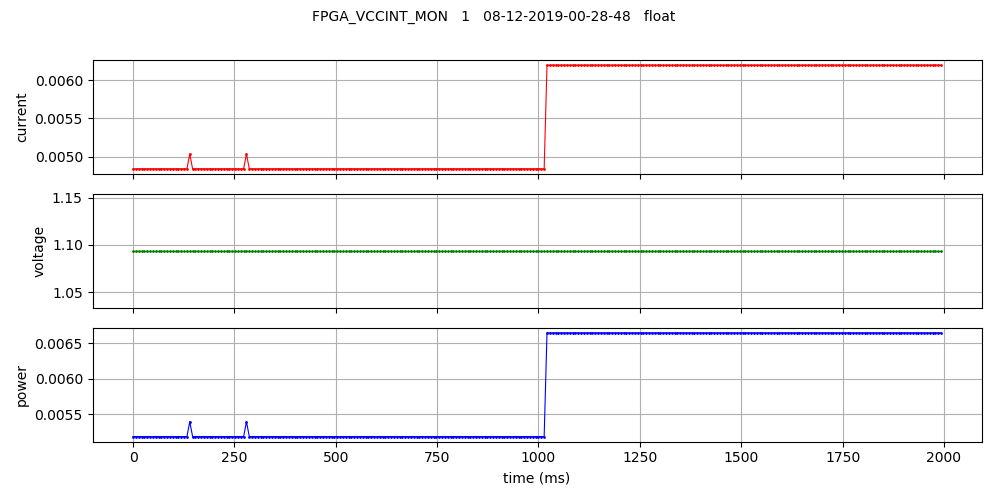 FPGA_VCCINT_MON   1   08-12-2019-00-28-48   float
0.0060
0.0055
0.0050
current
1.15
1.10
1.05
voltage
0.0065
0.0060
0.0055
power
0 250 500 750 1000 1250 1500 1750 2000
time (ms)